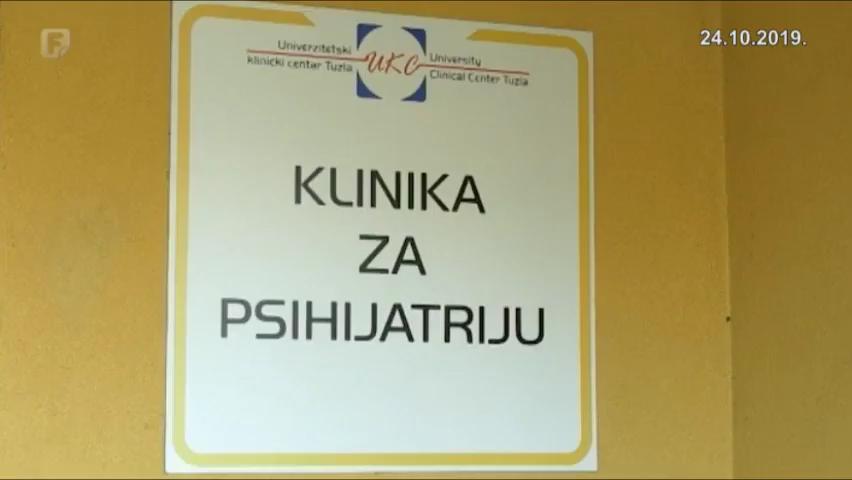 24.10.2019.
Univerzitetski
klinički centar Tuzla
UKC
University
Clinical Center Tuzla
KLINIKA
ZA
PSIHIJATRIJU